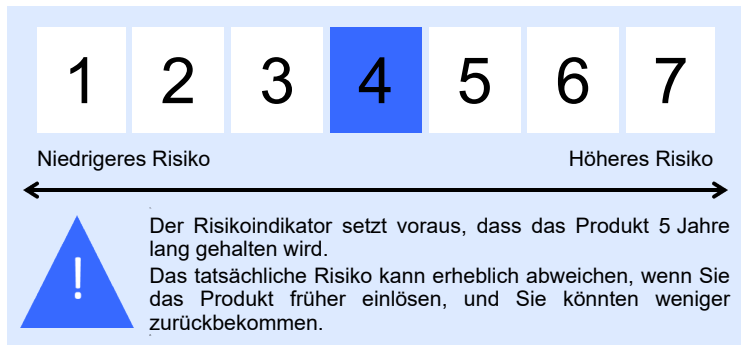 1 2 3 4 5 6 7
Niedrigeres Risiko Höheres Risiko
!
Der Risikoindikator setzt voraus, dass das Produkt 5 Jahre
lang gehalten wird.
Das tatsächliche Risiko kann erheblich abweichen, wenn Sie
das Produkt früher einlösen, und Sie könnten weniger
zurückbekommen.